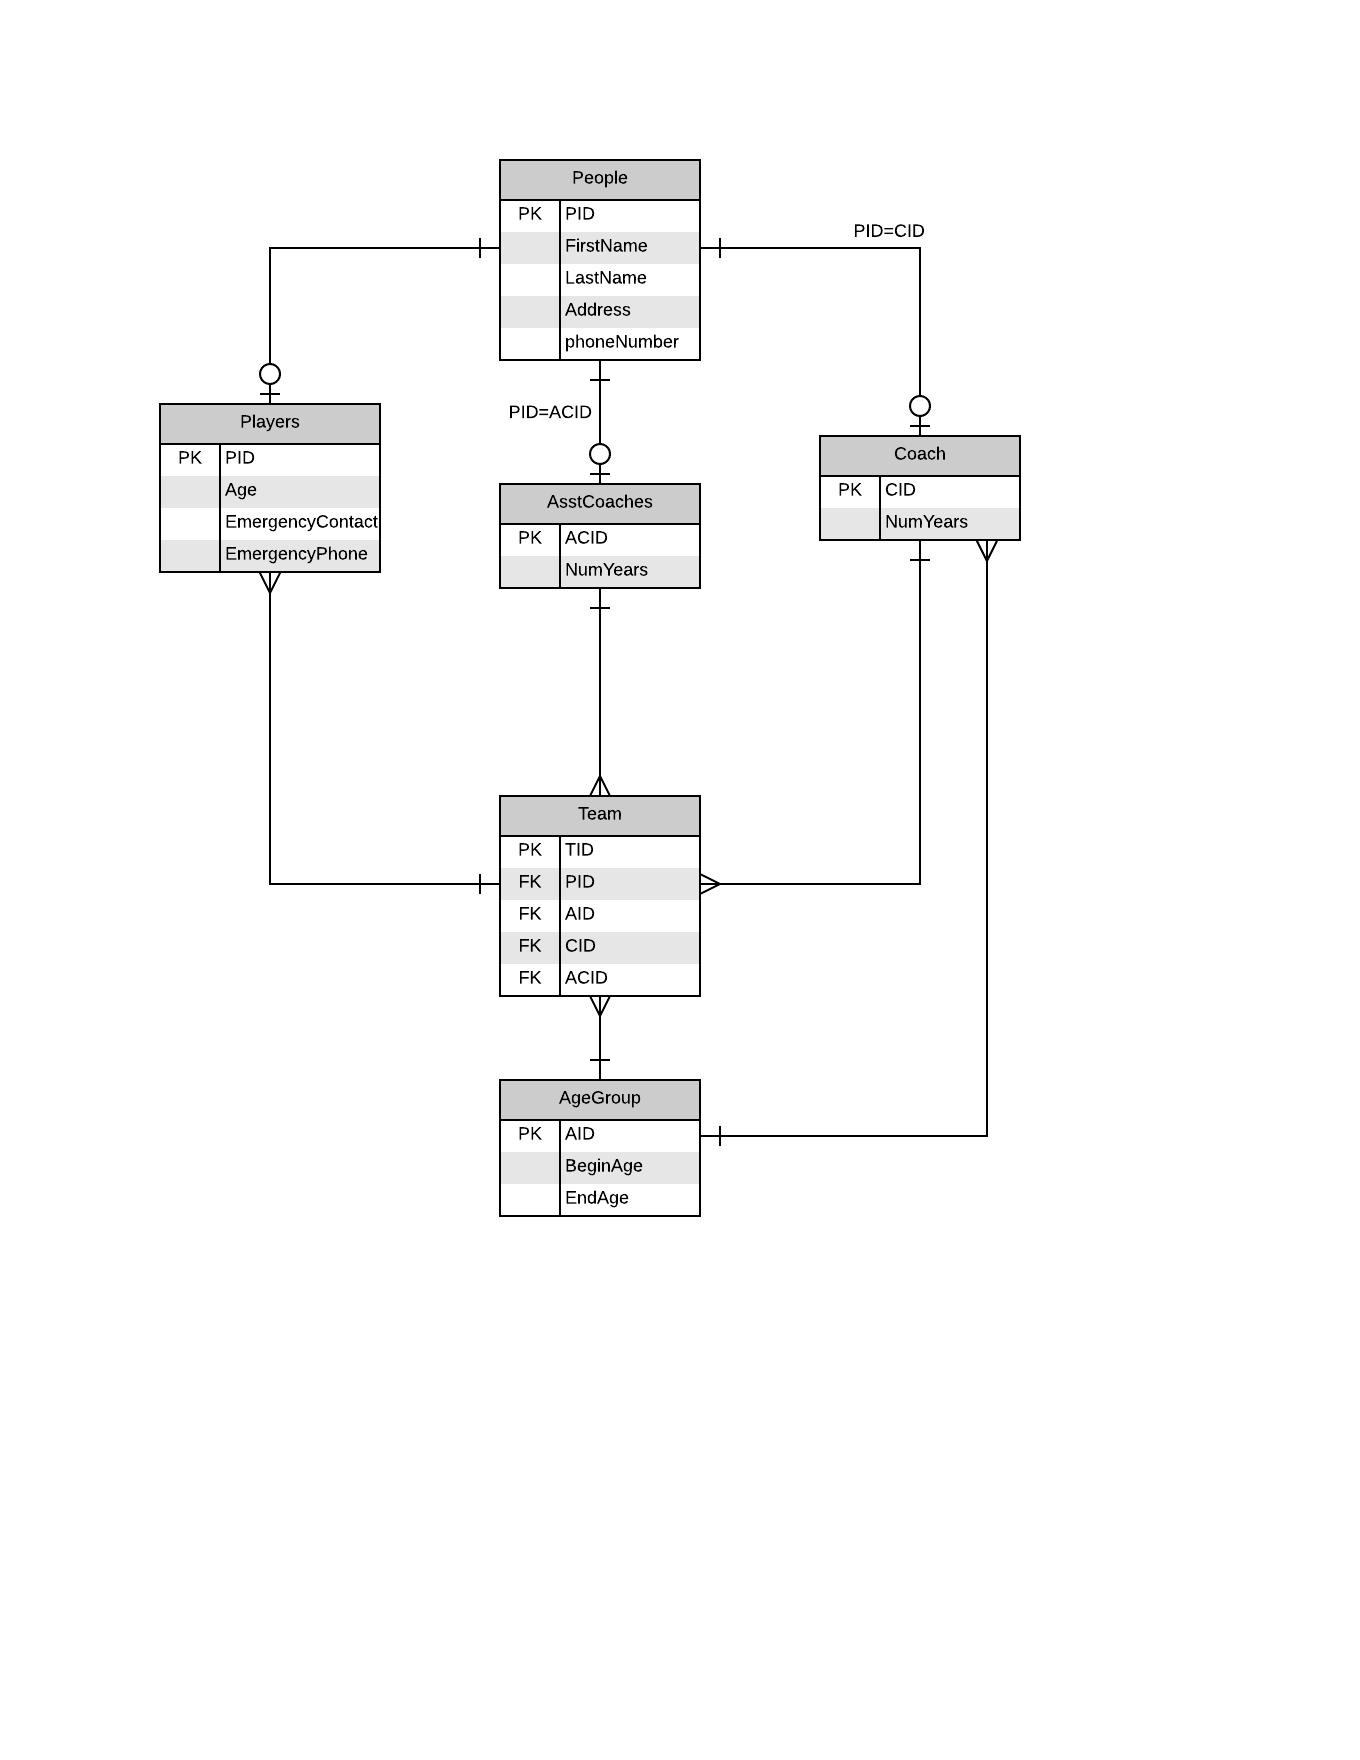 People
PK PID
FirstName
LastName
Address
phoneNumber
PID=CID
PID=ACID
Players
PK PID
Age
EmergencyContact
EmergencyPhone
AsstCoaches
PK ACID
NumYears
Coach
PK CID
NumYears
Team
PK TID
FK PID
FK AID
FK CID
FK ACID
AgeGroup
PK AID
BeginAge
EndAge